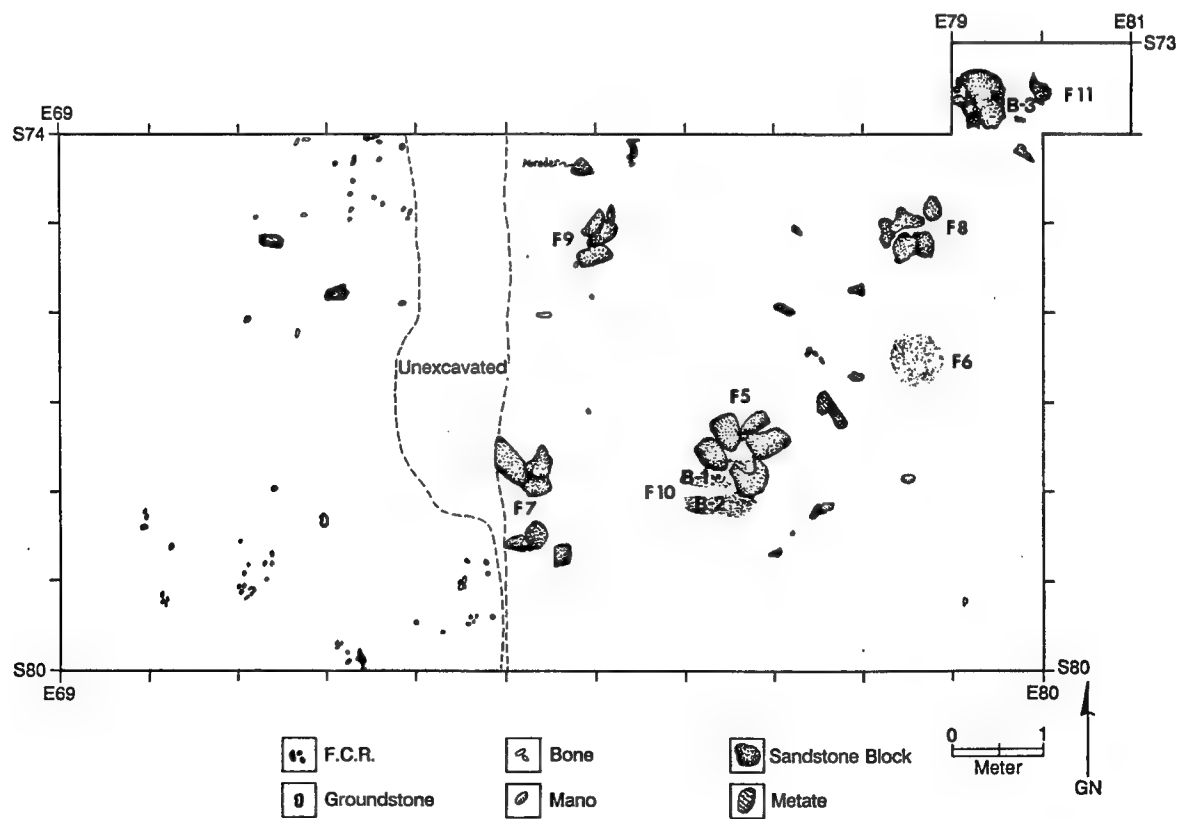 E79 E81
S73
F11
B-3
E69
S74
F9
F8
Unexcavated
F6
F5
B-1
F10
B-2
F7
S80 S80
E69 E80
0 1
Meter
GN
F.C.R. Bone Sandstone Block
Groundstone Mano Metate